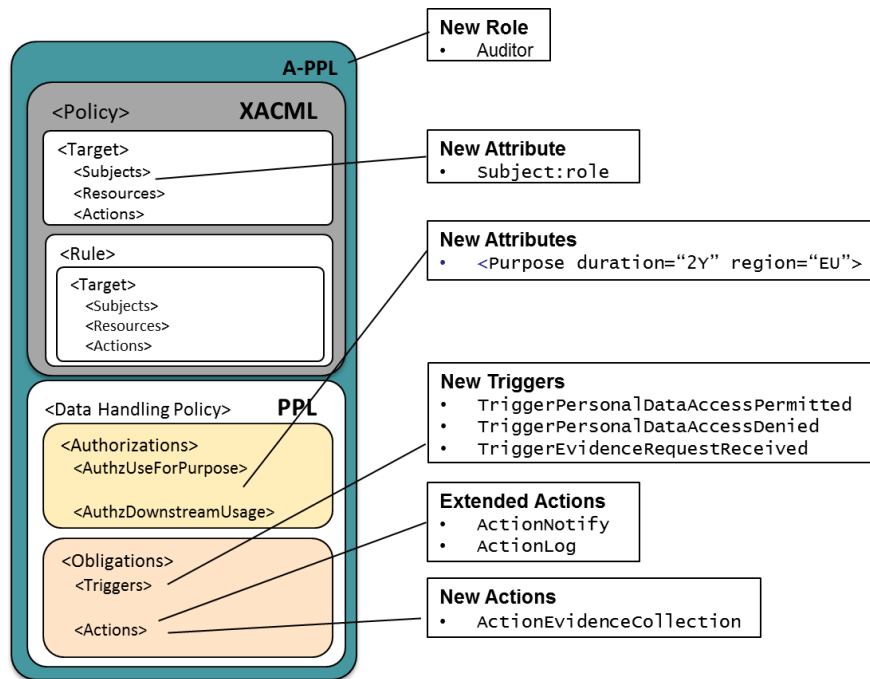 A-PPL
<Policy> XACML
<Target>
<Subjects>
<Resources>
<Actions>
<Rule>
<Target>
<Subjects>
<Resources>
<Actions>
<Data Handling Policy> PPL
<Authorizations>
<AuthzUseForPurpose>
<AuthzDownstreamUsage>
<Obligations>
<Triggers>
<Actions>
New Role
• Auditor
New Attribute
• Subject:role
New Attributes
• <Purpose duration=“2Y” region=“EU”>
New Triggers
• TriggerPersonalDataAccessPermitted
• TriggerPersonalDataAccessDenied
• TriggerEvidenceRequestReceived
Extended Actions
• ActionNotify
• ActionLog
New Actions
• ActionEvidenceCollection